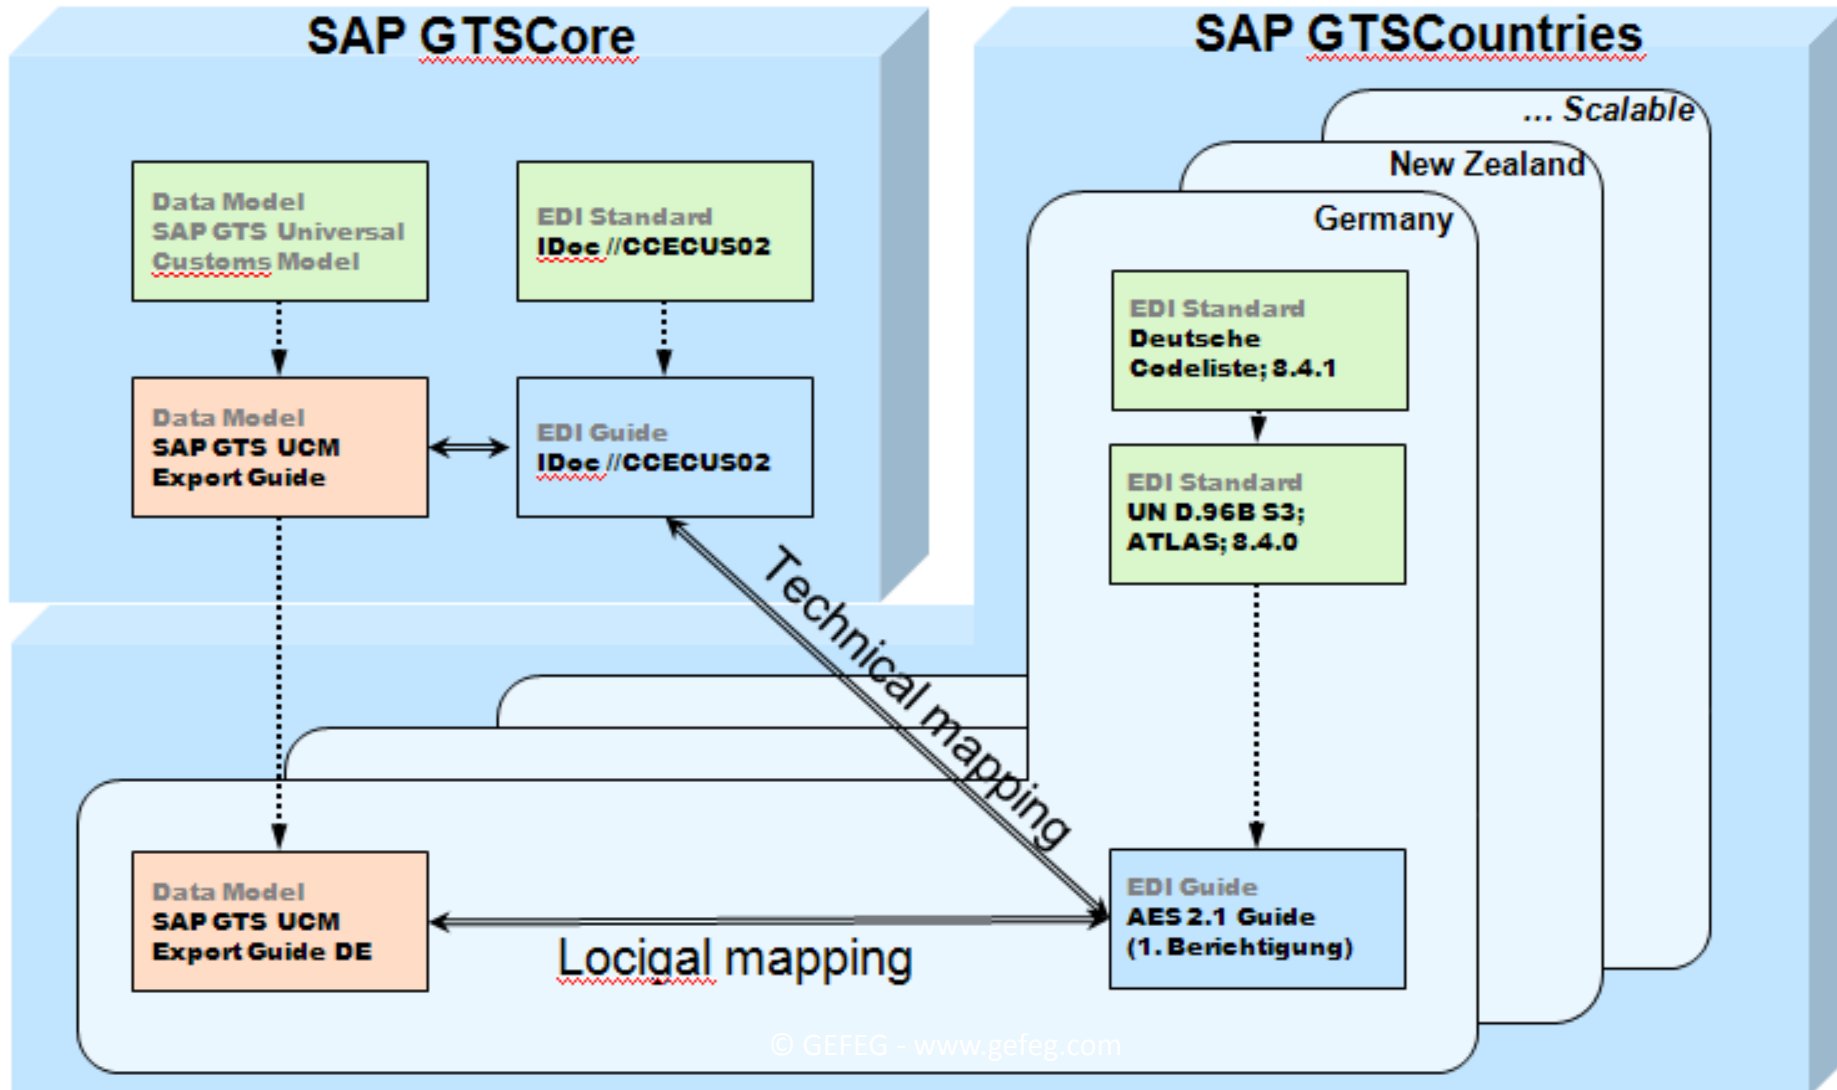 SAP GTSCore
Data Model
SAP GTS Universal
Customs Model
EDI Standard
IDoc //CCECUS02
Data Model
SAP GTS UCM
Export Guide
EDI Guide
IDoc //CCECUS02
SAP GTSCountries
... Scalable
New Zealand
Germany
EDI Standard
Deutsche
Codeliste; 8.4.1
EDI Standard
UN D.96B S3;
ATLAS; 8.4.0
Technical mapping
Data Model
SAP GTS UCM
Export Guide DE
Locigal mapping
EDI Guide
AES 2.1 Guide
(1. Berichtigung)
© GEFEG - www.gefeg.com